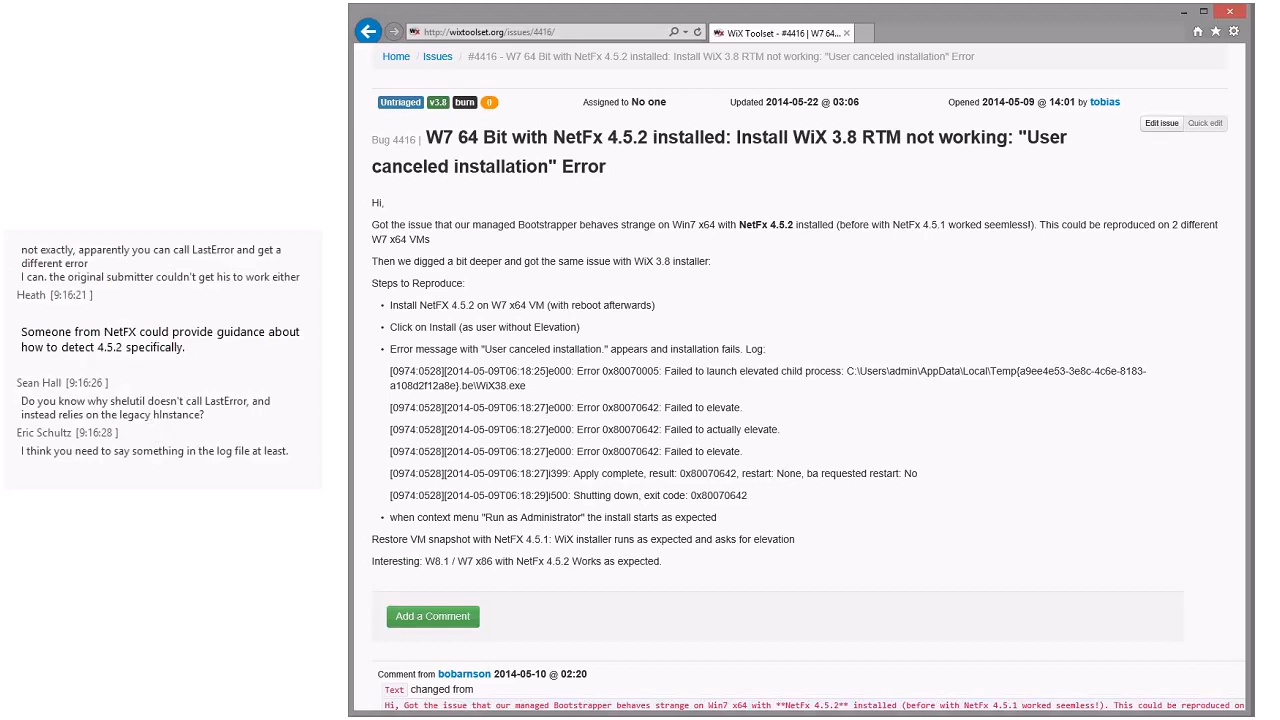 not exactly, apparently you can call LastError and get a
different error
I can. the original submitter couldn't get his to work either
Heath [9:16:21 ]
Someone from NetFX could provide guidance about
how to detect 4.5.2 specifically.
Sean Hall [9:16:26 ]
Do you know why shelutil doesn't call LastError, and
instead relies on the legacy hInstance?
Eric Schultz [9:16:28 ]
I think you need to say something in the log file at least.
http://wixtoolset.org/issues/4416/
WiX Toolset - #4416 | W7 64...
Home / Issues / #4416 - W7 64 Bit with NetFx 4.5.2 installed: Install WiX 3.8 RTM not working: "User canceled installation" Error
Untriaged v3.8 burn 0 Assigned to No one Updated 2014-05-22 @ 03:06 Opened 2014-05-09 @ 14:01 by tobias
Edit issue Quick edit
Bug 4416 | W7 64 Bit with NetFx 4.5.2 installed: Install WiX 3.8 RTM not working: "User
canceled installation" Error
Hi,
Got the issue that our managed Bootstrapper behaves strange on Win7 x64 with NetFx 4.5.2 installed (before with NetFx 4.5.1 worked seemless!). This could be reproduced on 2 different
W7 x64 VMs
Then we digged a bit deeper and got the same issue with WiX 3.8 installer:
Steps to Reproduce:
• Install NetFX 4.5.2 on W7 x64 VM (with reboot afterwards)
• Click on Install (as user without Elevation)
• Error message with "User canceled installation." appears and installation fails. Log:
[0974:0528][2014-05-09T06:18:25]e000: Error 0x80070005: Failed to launch elevated child process: C:\Users\admin\AppData\Local\Temp{a9ee4e53-3e8c-4c6e-8183-
a108d2f12a8e}.be\WiX38.exe
[0974:0528][2014-05-09T06:18:27]e000: Error 0x80070642: Failed to elevate.
[0974:0528][2014-05-09T06:18:27]e000: Error 0x80070642: Failed to actually elevate.
[0974:0528][2014-05-09T06:18:27]e000: Error 0x80070642: Failed to elevate.
[0974:0528][2014-05-09T06:18:27]i399: Apply complete, result: 0x80070642, restart: None, ba requested restart: No
[0974:0528][2014-05-09T06:18:29]i500: Shutting down, exit code: 0x80070642
• when context menu "Run as Administrator" the install starts as expected
Restore VM snapshot with NetFX 4.5.1: WiX installer runs as expected and asks for elevation
Interesting: W8.1 / W7 x86 with NetFx 4.5.2 Works as expected.
Add a Comment
Comment from bobarnson 2014-05-10 @ 02:20
Text changed from
Hi, Got the issue that our managed Bootstrapper behaves strange on Win7 x64 with **NetFx 4.5.2** installed (before with NetFx 4.5.1 worked seemless!). This could be reproduced on